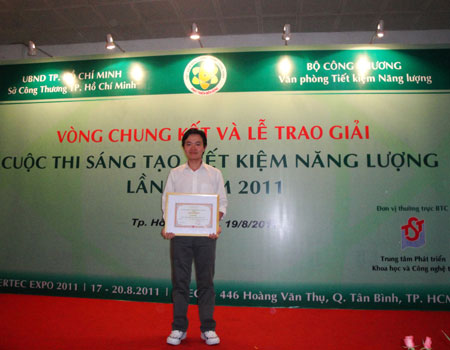 UBND TP. HỒ CHÍ MINH
Sở Công Thương TP. Hồ Chí Minh
BỘ CÔNG THƯƠNG
Văn phòng Tiết kiệm Năng lượng
VÒNG CHUNG KẾT VÀ LỄ TRAO GIẢI
CUỘC THI SÁNG TẠO TIẾT KIỆM NĂNG LƯỢNG
LẦN 2011
Tp. Hồ 19/8/201
Đơn vị thường trực BTC
Trung tâm Phát triển
Khoa học và Công nghệ
ERTEC EXPO 2011 | 17 - 20.8.2011 | 446 Hoàng Văn Thụ, Q. Tân Bình, TP. HCM